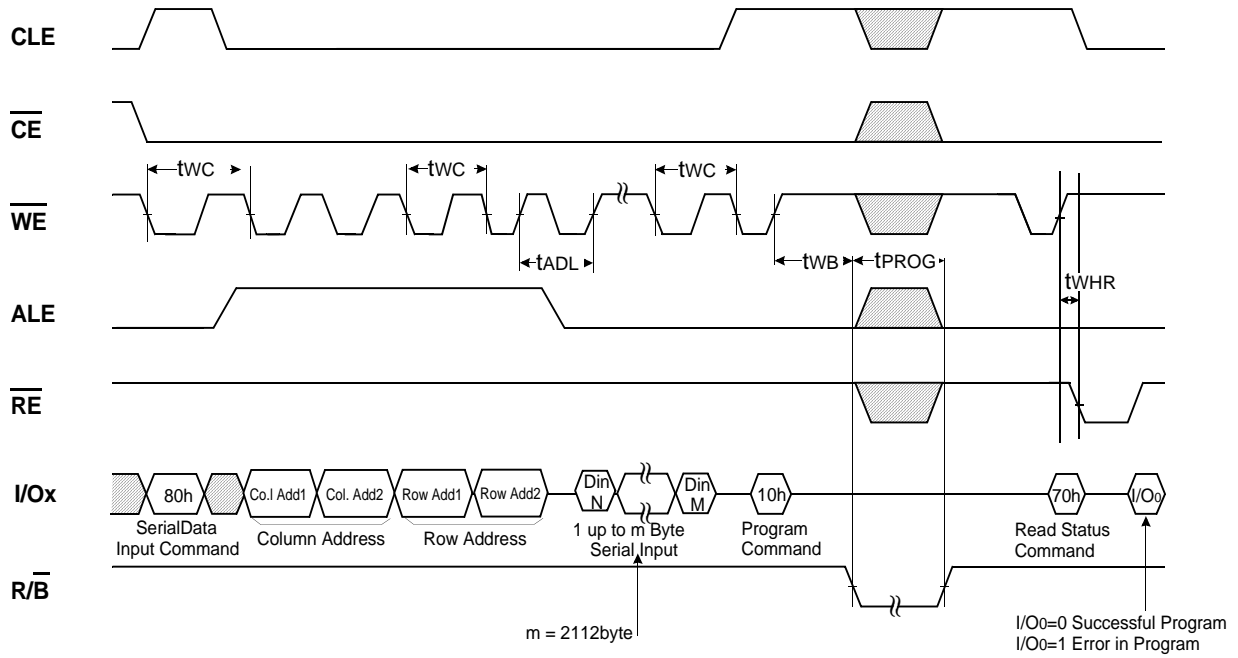 CLE
CE
tWC
tWC
tWC
WE
tADL
tWB
tPROG
tWHR
ALE
RE
I/Ox
80h
Co.l Add1
Col. Add2
Row Add1
Row Add2
Din
N
Din
M
10h
70h
I/O0
SerialData
Input Command
Column Address
Row Address
1 up to m Byte
Serial Input
Program
Command
Read Status
Command
R/B
m = 2112byte
I/O0=0 Successful Program
I/O0=1 Error in Program